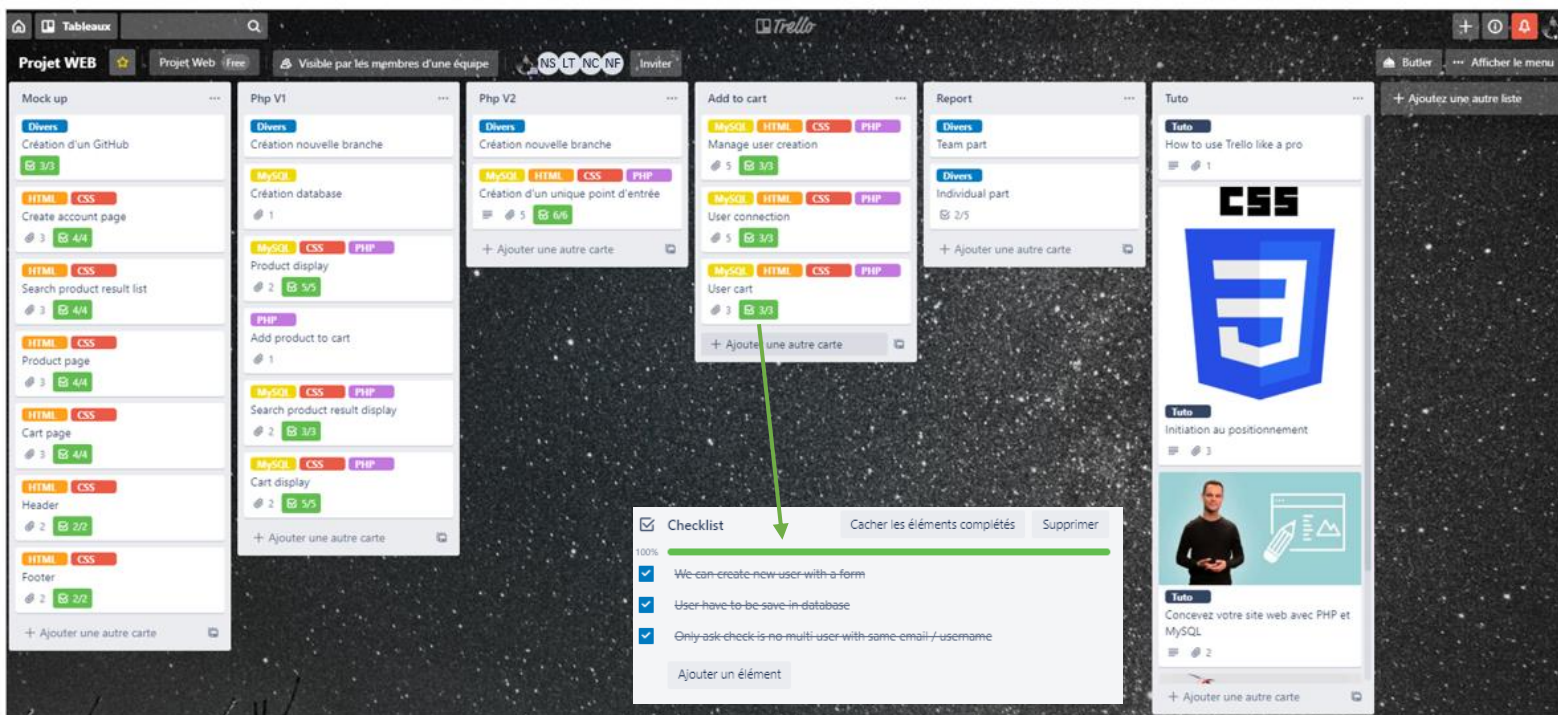 Tableaux
Trello
Projet WEB
Projet Web Free
Visible par les membres d'une équipe
NS LT NC NF
Inviter
Butler
Afficher le menu
Mock up
Divers
Création d'un GitHub
3/3
HTML CSS
Create account page
3 4/4
HTML CSS
Search product result list
3 4/4
HTML CSS
Product page
3 4/4
HTML CSS
Cart page
3 4/4
HTML CSS
Header
2 2/2
HTML CSS
Footer
2 2/2
+ Ajouter une autre carte
Php V1
Divers
Création nouvelle branche
MySQL
Création database
1
MySQL CSS PHP
Product display
2 5/5
PHP
Add product to cart
1
MySQL CSS PHP
Search product result display
2 3/3
MySQL CSS PHP
Cart display
2 5/5
+ Ajouter une autre carte
Php V2
Divers
Création nouvelle branche
MySQL HTML CSS PHP
Création d'un unique point d'entrée
5 6/6
+ Ajouter une autre carte
Add to cart
MySQL HTML CSS PHP
Manage user creation
5 3/3
MySQL HTML CSS PHP
User connection
5 3/3
MySQL HTML CSS PHP
User cart
3 3/3
+ Ajouter une autre carte
Report
Divers
Team part
Divers
Individual part
2/5
+ Ajouter une autre carte
Tuto
Tuto
How to use Trello like a pro
1
CSS
3
Tuto
Initiation au positionnement
3
Tuto
Concevez votre site web avec PHP et
MySQL
2
+ Ajouter une autre carte
+ Ajoutez une autre liste
Checklist
Cacher les éléments complétés
Supprimer
100%
We can create new user with a form
User have to be save in database
Only ask check is no multi user with same email / username
Ajouter un élément